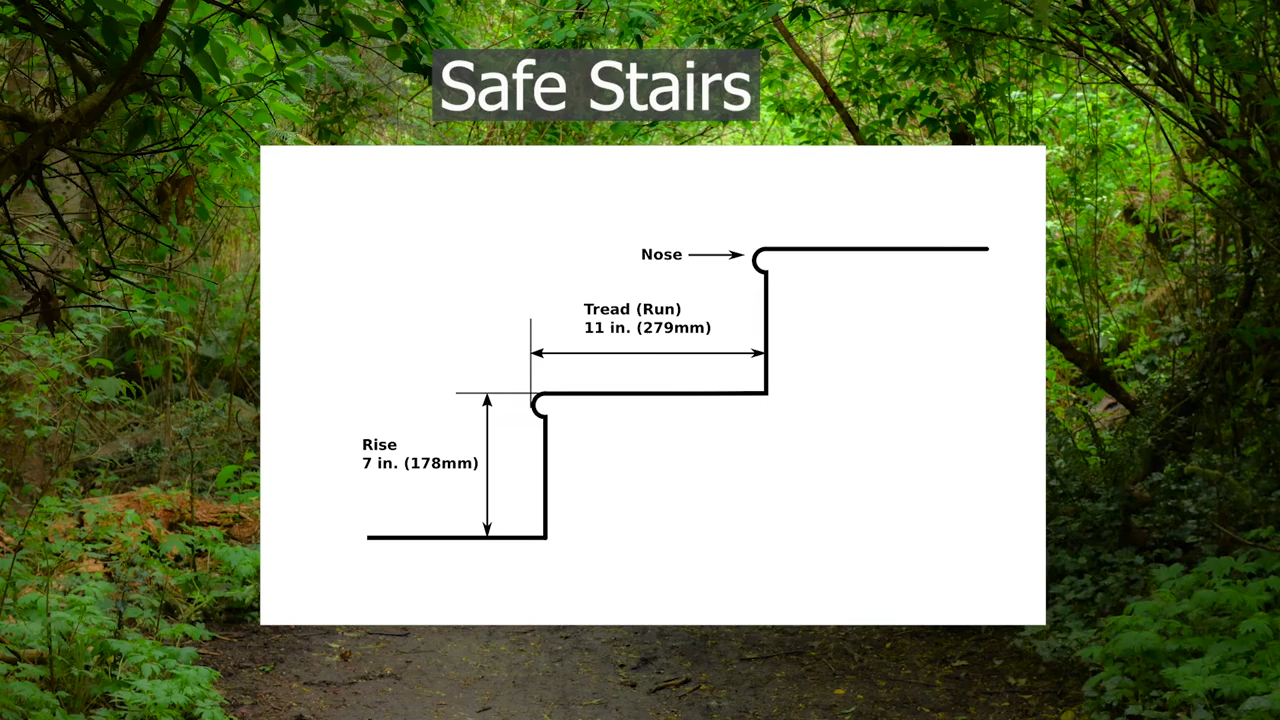 Safe Stairs
Nose
Tread (Run)
11 in. (279mm)
Rise
7 in. (178mm)